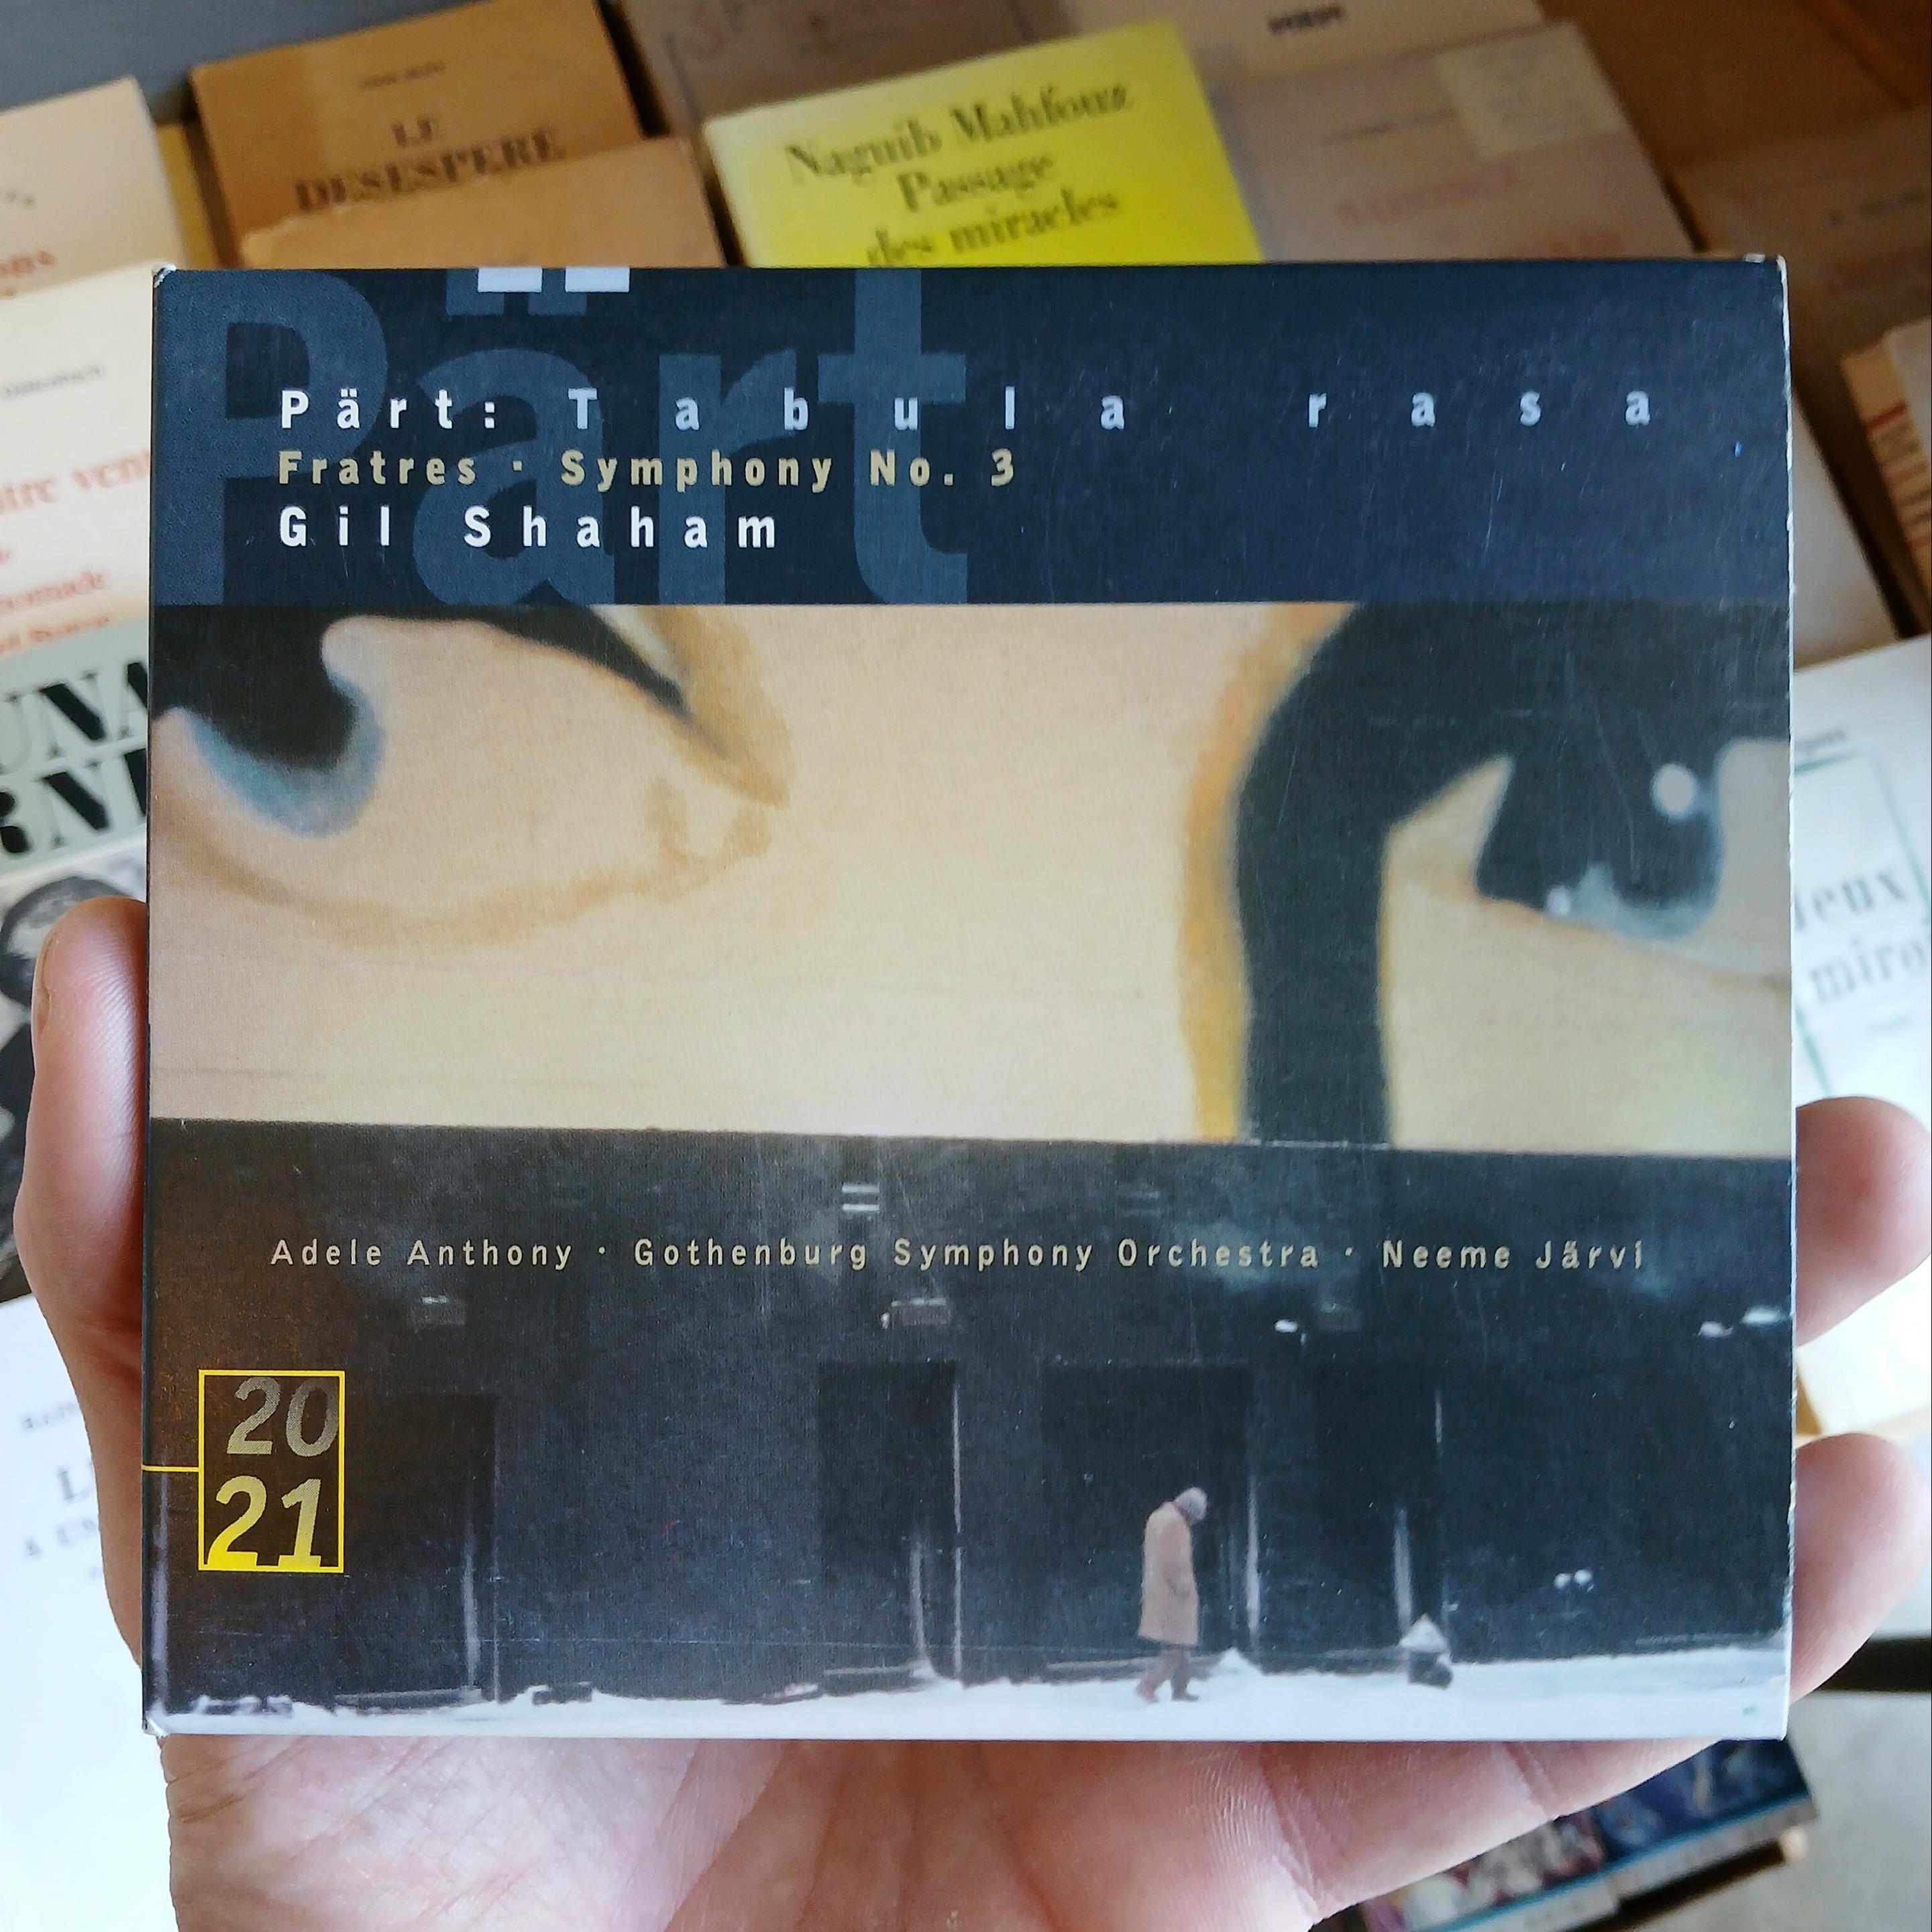 LE
DESESPERE
Naguib Mahfouz
Passage
des miracles
Pärt
Pärt: Tabula rasa
Fratres · Symphony No. 3
Gil Shaham
Adele Anthony · Gothenburg Symphony Orchestra · Neeme Järvi
20
21